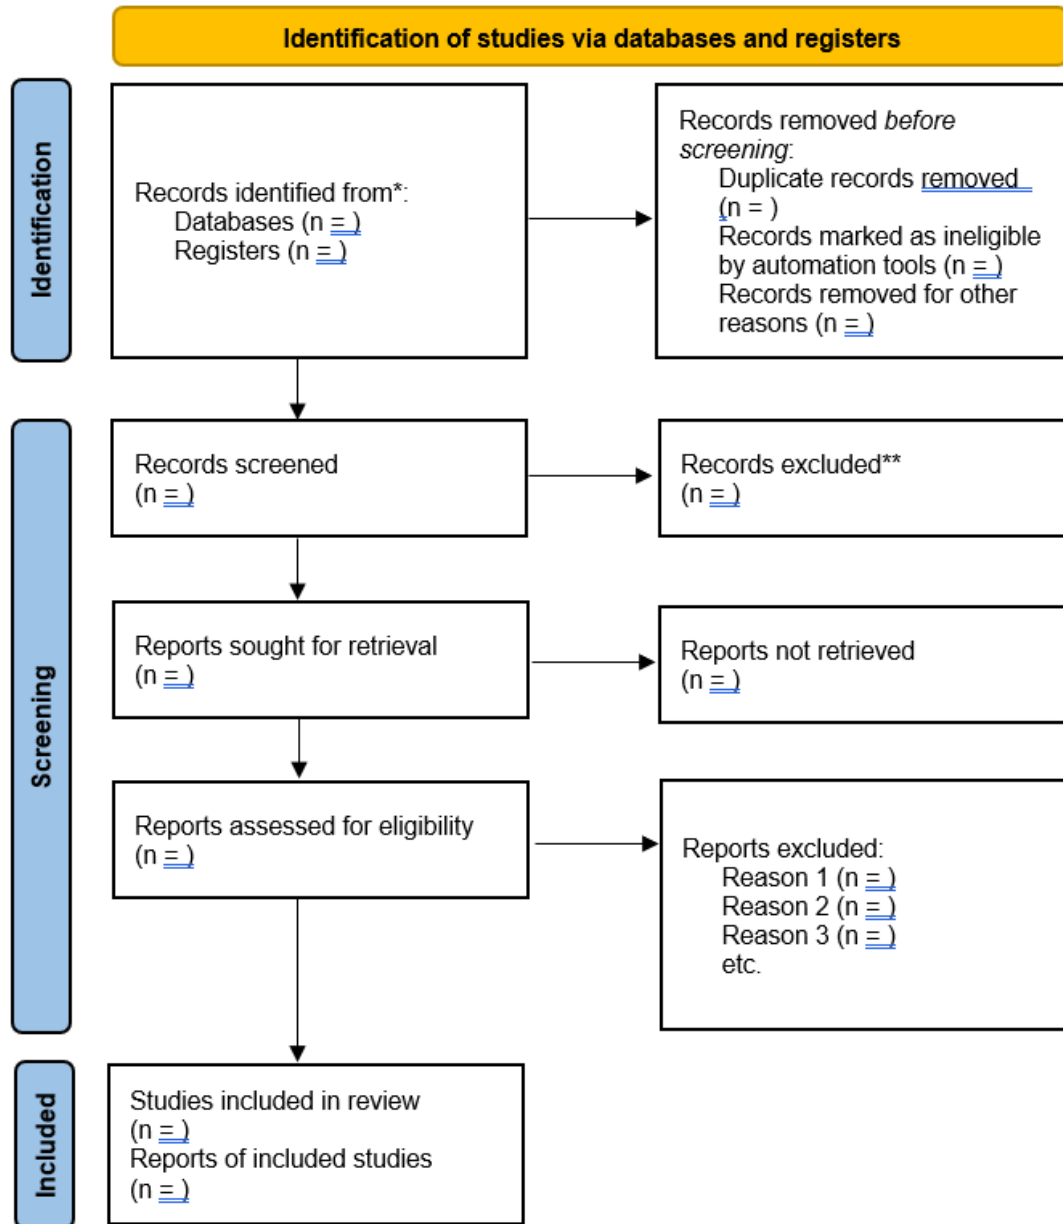 Identification of studies via databases and registers
Identification
Records identified from*:
Databases (n = )
Registers (n = )
Records removed before
screening:
Duplicate records removed
(n = )
Records marked as ineligible
by automation tools (n = )
Records removed for other
reasons (n = )
Screening
Records screened
(n = )
Records excluded**
(n = )
Reports sought for retrieval
(n = )
Reports not retrieved
(n = )
Reports assessed for eligibility
(n = )
Reports excluded:
Reason 1 (n = )
Reason 2 (n = )
Reason 3 (n = )
etc.
Included
Studies included in review
(n = )
Reports of included studies
(n = )